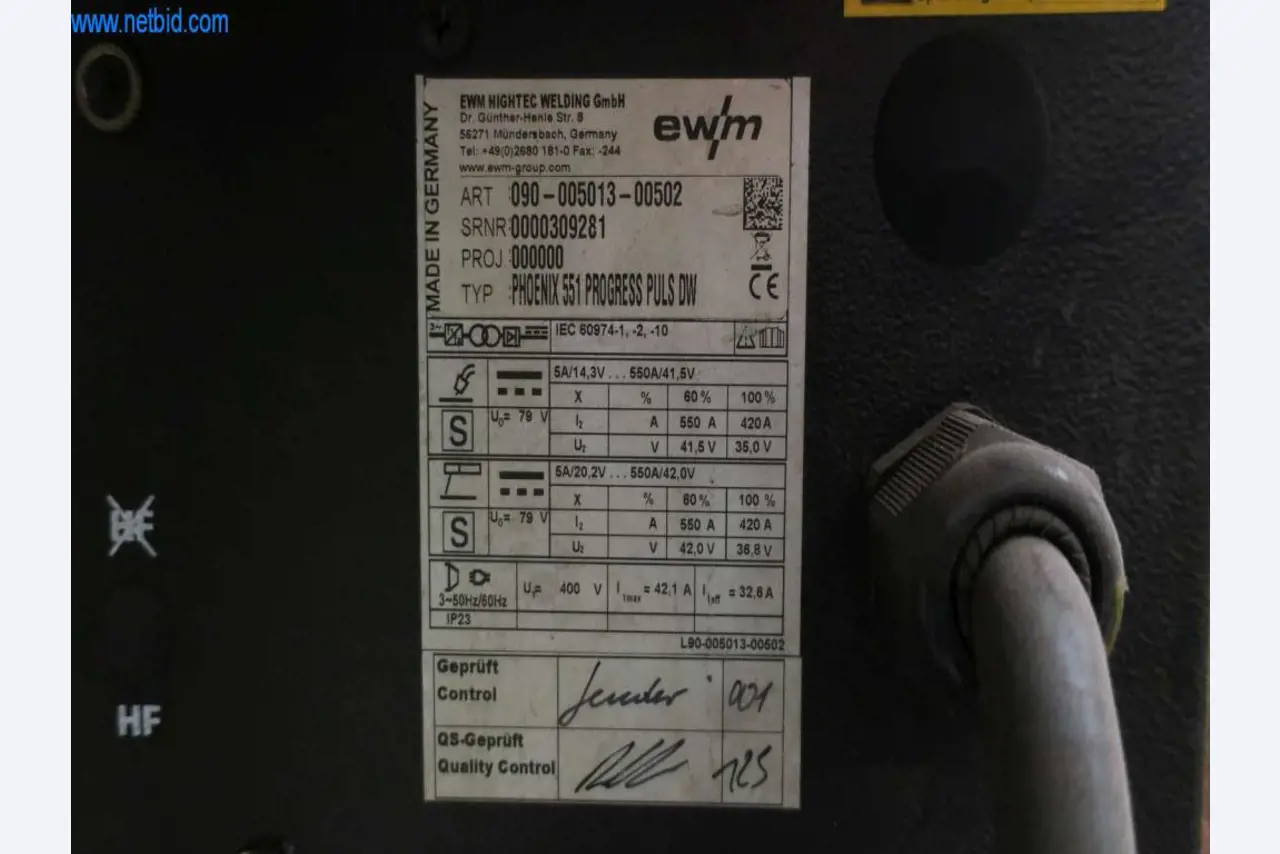 www.netbid.com
MADE IN GERMANY
EWM HIGHTEC WELDING GmbH
Dr. Günther-Henle Str. 8
56271 Mündersbach, Germany
Tel: +49(0)2680 181-0 Fax: -244
www.ewm-group.com
ewm
ART :090-005013-00502
SRNR:0000309281
PROJ :000000
TYP :PHOENIX 551 PROGRESS PULS DW
CE
3~ IEC 60974-1, -2, -10
5A/14,3V ... 550A/41,5V
X % 60% 100 %
S U0= 79 V I2 A 550 A 420A
U2 V 41,5V 35,0 V
5A/20,2V ... 550A/42,0V
X % 60% 100 %
S U0= 79 V I2 A 550 A 420 A
U2 V 42,0 V 36,8 V
3~50Hz/60Hz U1= 400 V I1max = 42,1 A I1eff = 32,6A
IP23
L90-005013-00502
Geprüft
Control 001
QS-Geprüft
Quality Control 125
HF